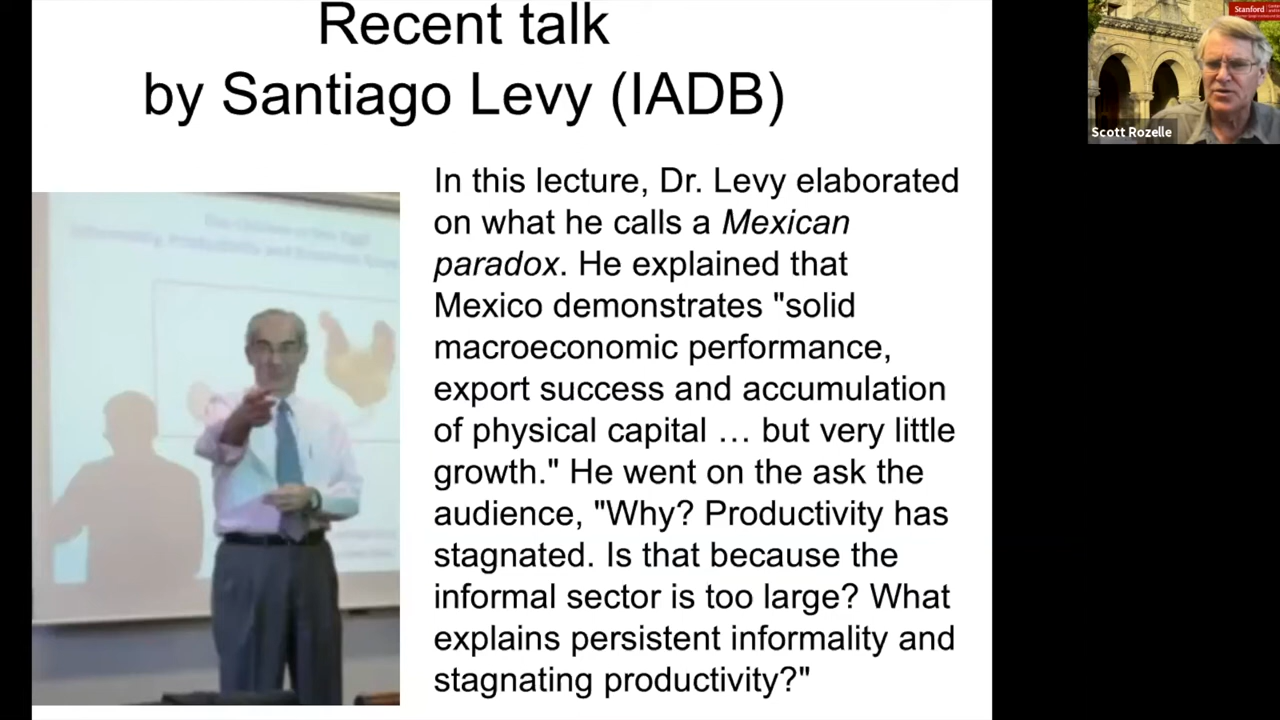 Recent talk
by Santiago Levy (IADB)
Stanford
Scott Rozelle
In this lecture, Dr. Levy elaborated
on what he calls a Mexican
paradox. He explained that
Mexico demonstrates "solid
macroeconomic performance,
export success and accumulation
of physical capital … but very little
growth." He went on the ask the
audience, "Why? Productivity has
stagnated. Is that because the
informal sector is too large? What
explains persistent informality and
stagnating productivity?"